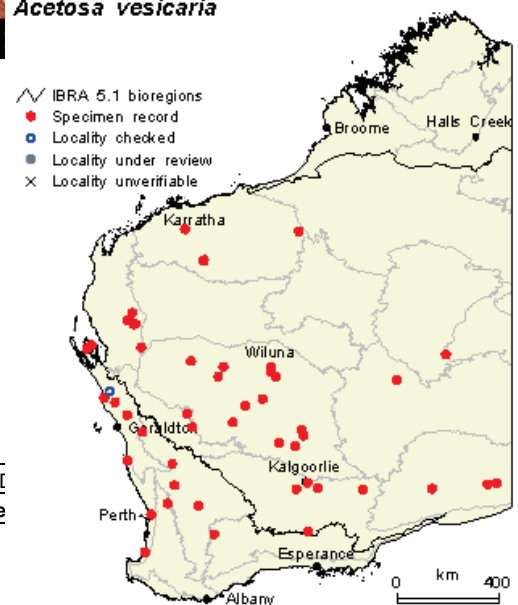 Acetosa vesicaria
IBRA 5.1 bioregions
Specimen record
Locality checked
Locality under review
Locality unverifiable
Broome
Halls Creek
Karratha
Wiluna
Geraldton
Kalgoorlie
Perth
Esperance
Albany
km
0 400